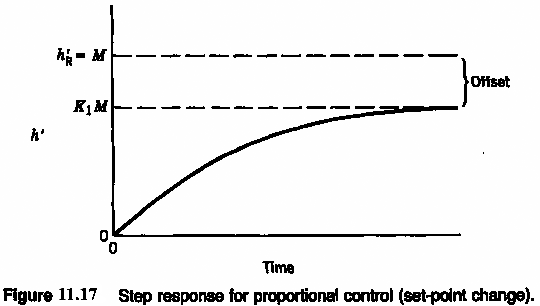 h'R = M
Offset
K1M
h'
0
0
Time
Figure 11.17 Step response for proportional control (set-point change).